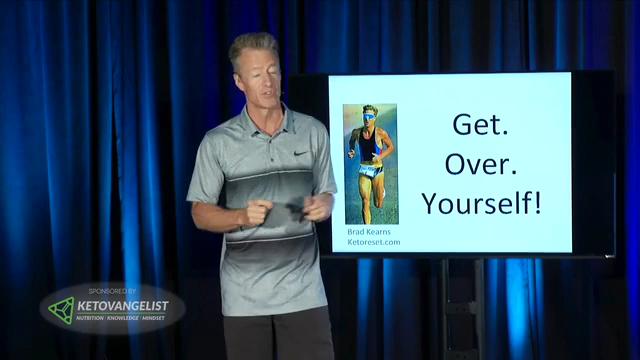 Get.
Over.
Yourself!
Brad Kearns
Ketoreset.com
SPONSORED BY
KETOVANGELIST
NUTRITION · KNOWLEDGE · MINDSET